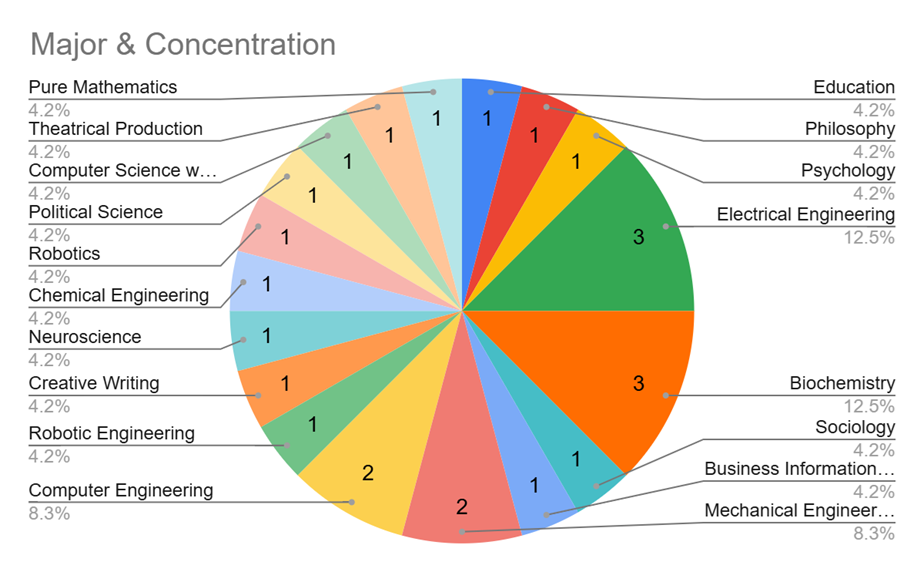 Major & Concentration
Pure Mathematics
4.2%
Theatrical Production
4.2%
Computer Science w…
4.2%
Political Science
4.2%
Robotics
4.2%
Chemical Engineering
4.2%
Neuroscience
4.2%
Creative Writing
4.2%
Robotic Engineering
4.2%
Computer Engineering
8.3%
Education
4.2%
Philosophy
4.2%
Psychology
4.2%
Electrical Engineering
12.5%
Biochemistry
12.5%
Sociology
4.2%
Business Information…
4.2%
Mechanical Engineer…
8.3%
1
1
1
3
3
1
1
2
2
1
1
1
1
1
1
1
1
1